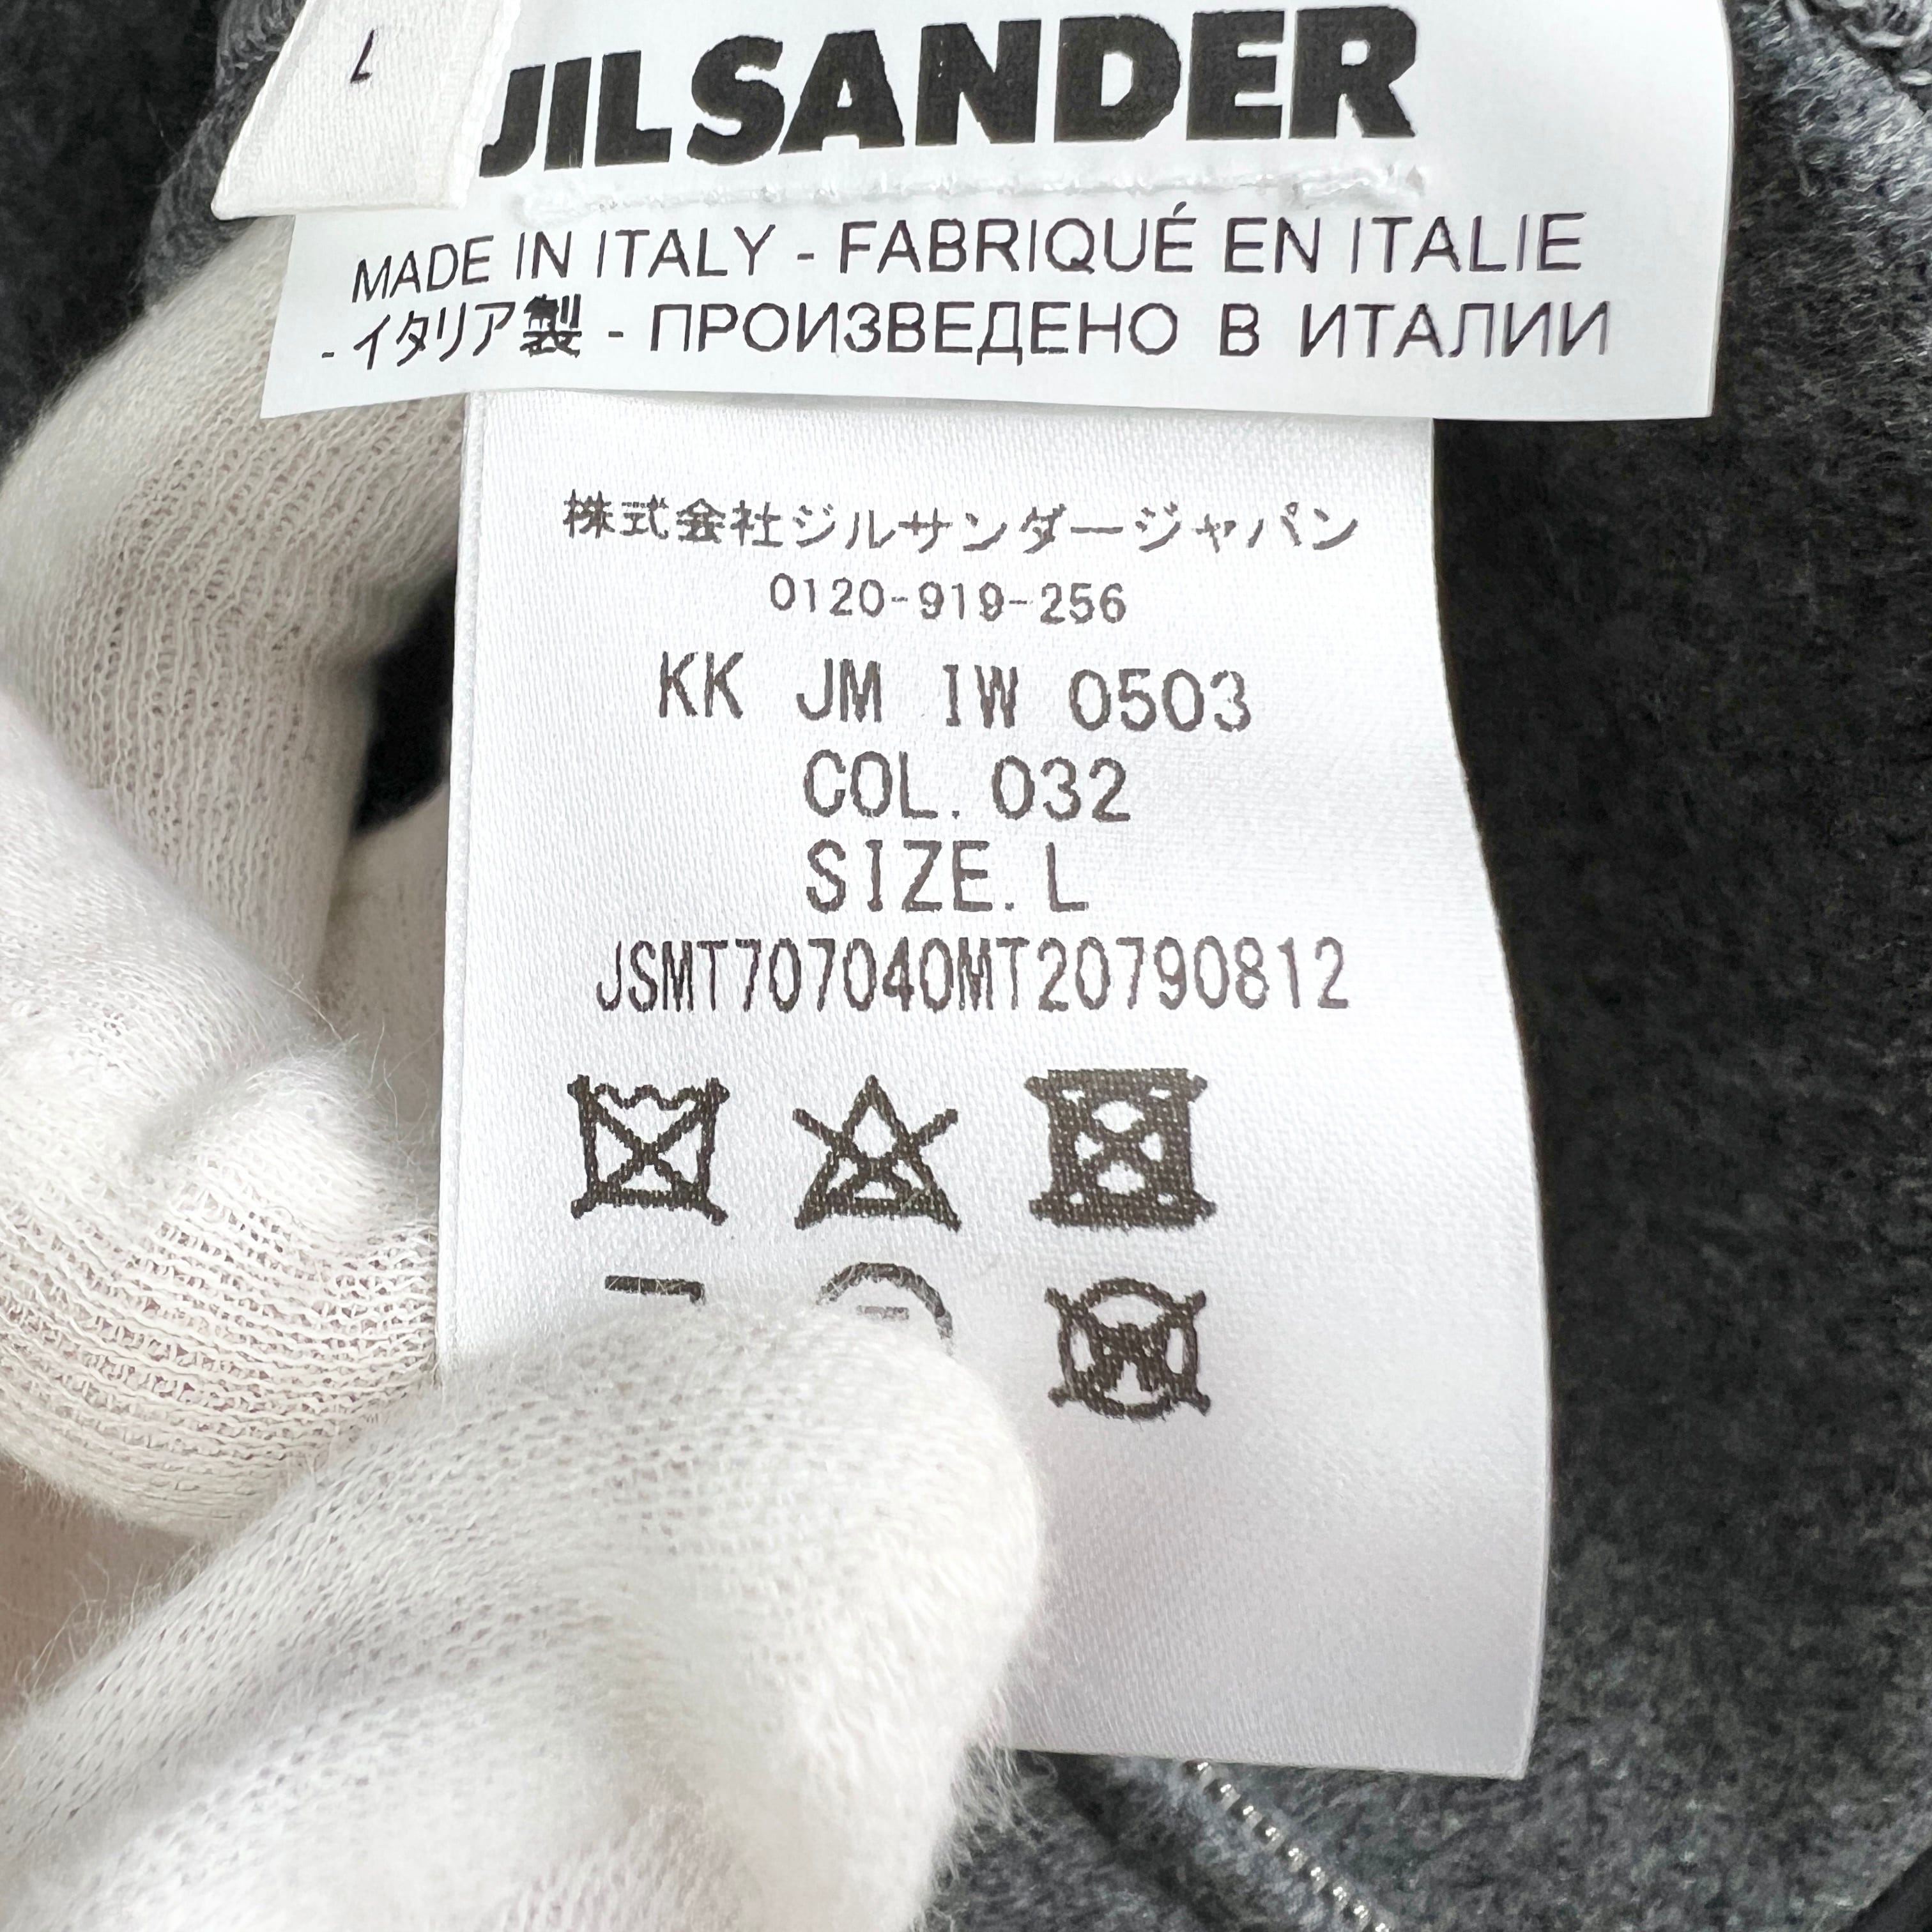 L
JIL SANDER
MADE IN ITALY - FABRIQUÉ EN ITALIE
- イタリア製 - ПРОИЗВЕДЕНО В ИТАЛИИ
株式会社ジルサンダージャパン
0120-919-256
KK JM IW 0503
COL. 032
SIZE. L
JSMT707040MT20790812